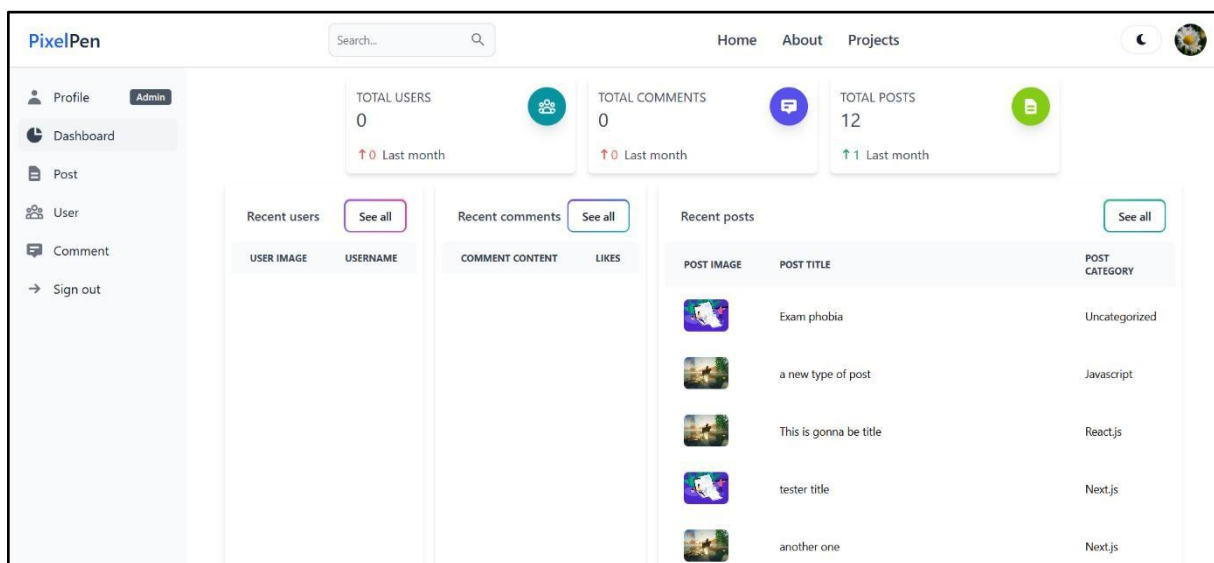 PixelPen
Search...
Home About Projects
Profile Admin
Dashboard
Post
User
Comment
Sign out
TOTAL USERS
0
0 Last month
TOTAL COMMENTS
0
0 Last month
TOTAL POSTS
12
1 Last month
Recent users See all
USER IMAGE USERNAME
Recent comments See all
COMMENT CONTENT LIKES
Recent posts See all
POST IMAGE POST TITLE POST
CATEGORY
Exam phobia Uncategorized
a new type of post Javascript
This is gonna be title React.js
tester title Next.js
another one Next.js